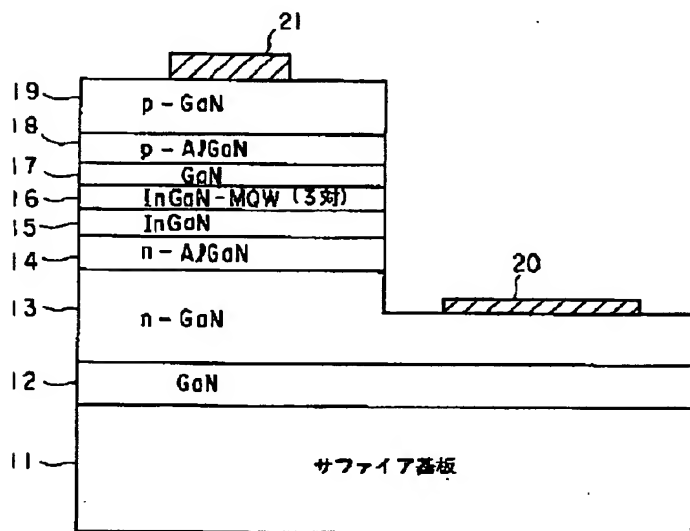 21
19 p-GaN
18 p-AlGaN
17 GaN
16 InGaN-MQW (3対)
15 InGaN
14 n-AlGaN
20
13 n-GaN
12 GaN
11 サファイア基板